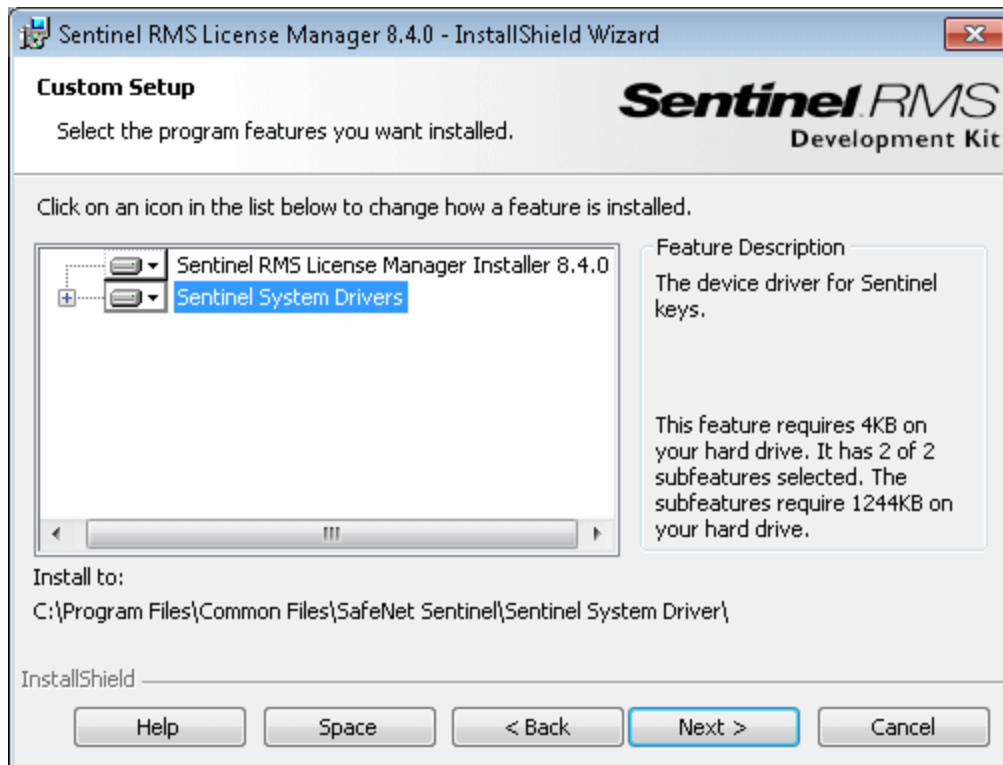 Sentinel RMS License Manager 8.4.0 - InstallShield Wizard
Custom Setup
Select the program features you want installed.
Sentinel RMS
Development Kit
Click on an icon in the list below to change how a feature is installed.
Sentinel RMS License Manager Installer 8.4.0
Sentinel System Drivers
Feature Description
The device driver for Sentinel
keys.
This feature requires 4KB on
your hard drive. It has 2 of 2
subfeatures selected. The
subfeatures require 1244KB on
your hard drive.
Install to:
C:\Program Files\Common Files\SafeNet Sentinel\Sentinel System Driver\
InstallShield
Help
Space
< Back
Next >
Cancel